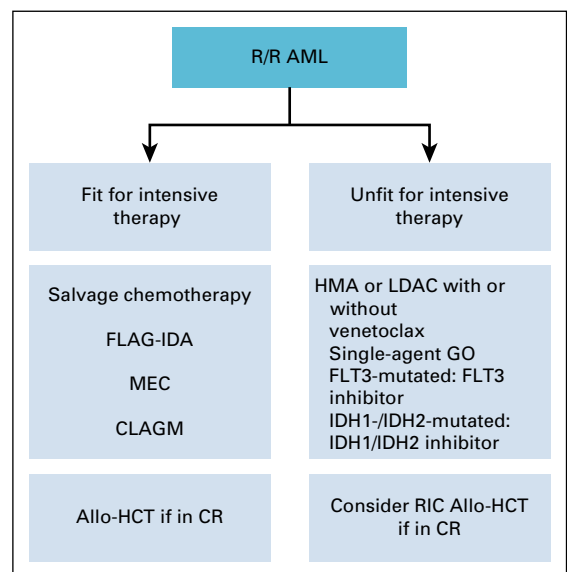 R/R AML
Fit for intensive
therapy
Unfit for intensive
therapy
Salvage chemotherapy
FLAG-IDA
MEC
CLAGM
HMA or LDAC with or
without
venetoclax
Single-agent GO
FLT3-mutated: FLT3
inhibitor
IDH1-/IDH2-mutated:
IDH1/IDH2 inhibitor
Allo-HCT if in CR
Consider RIC Allo-HCT
if in CR